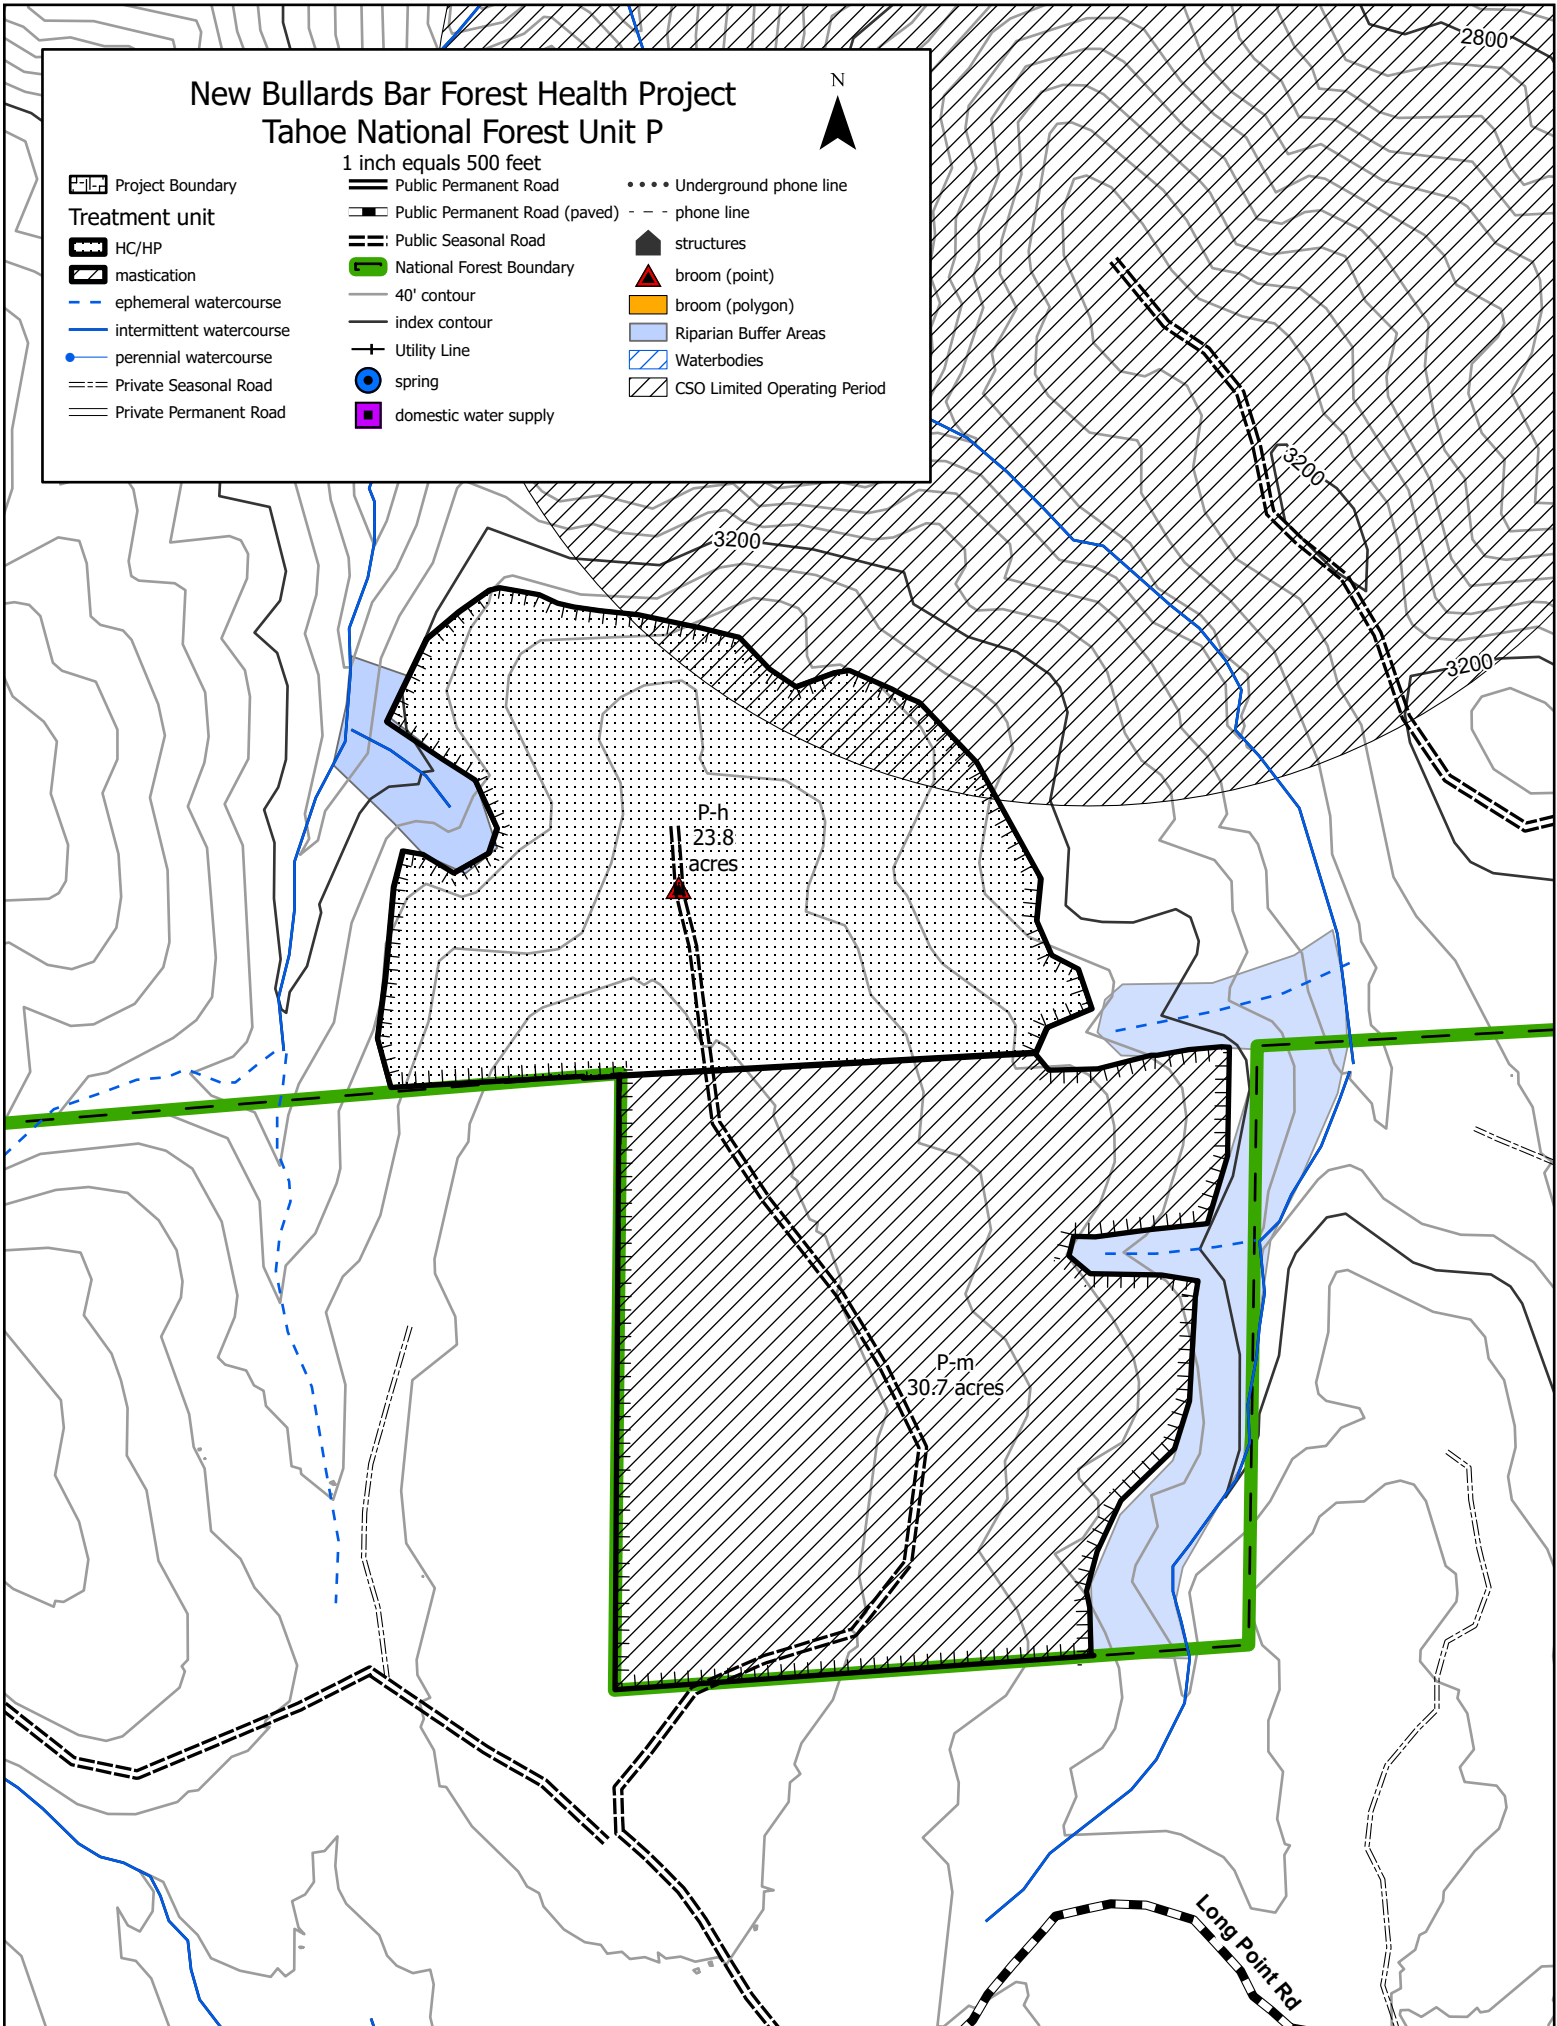 New Bullards Bar Forest Health Project
Tahoe National Forest Unit P
1 inch equals 500 feet
N
Project Boundary
Treatment unit
HC/HP
mastication
ephemeral watercourse
intermittent watercourse
perennial watercourse
Private Seasonal Road
Private Permanent Road
Public Permanent Road
Public Permanent Road (paved)
Public Seasonal Road
National Forest Boundary
40' contour
index contour
Utility Line
spring
domestic water supply
Underground phone line
phone line
structures
broom (point)
broom (polygon)
Riparian Buffer Areas
Waterbodies
CSO Limited Operating Period
2800
3200
3200
3200
P-h
23.8
acres
P-m
30.7 acres
Long Point Rd